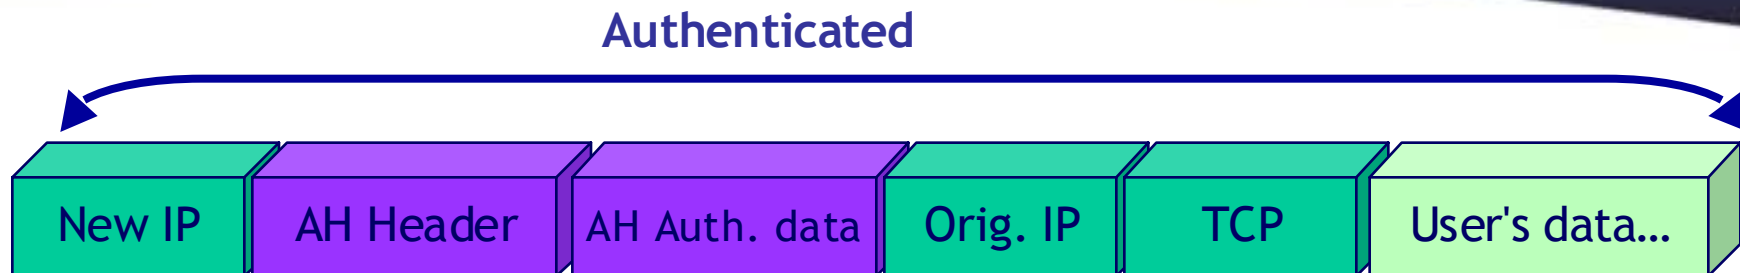 Authenticated
New IP AH Header AH Auth. data Orig. IP TCP User's data...